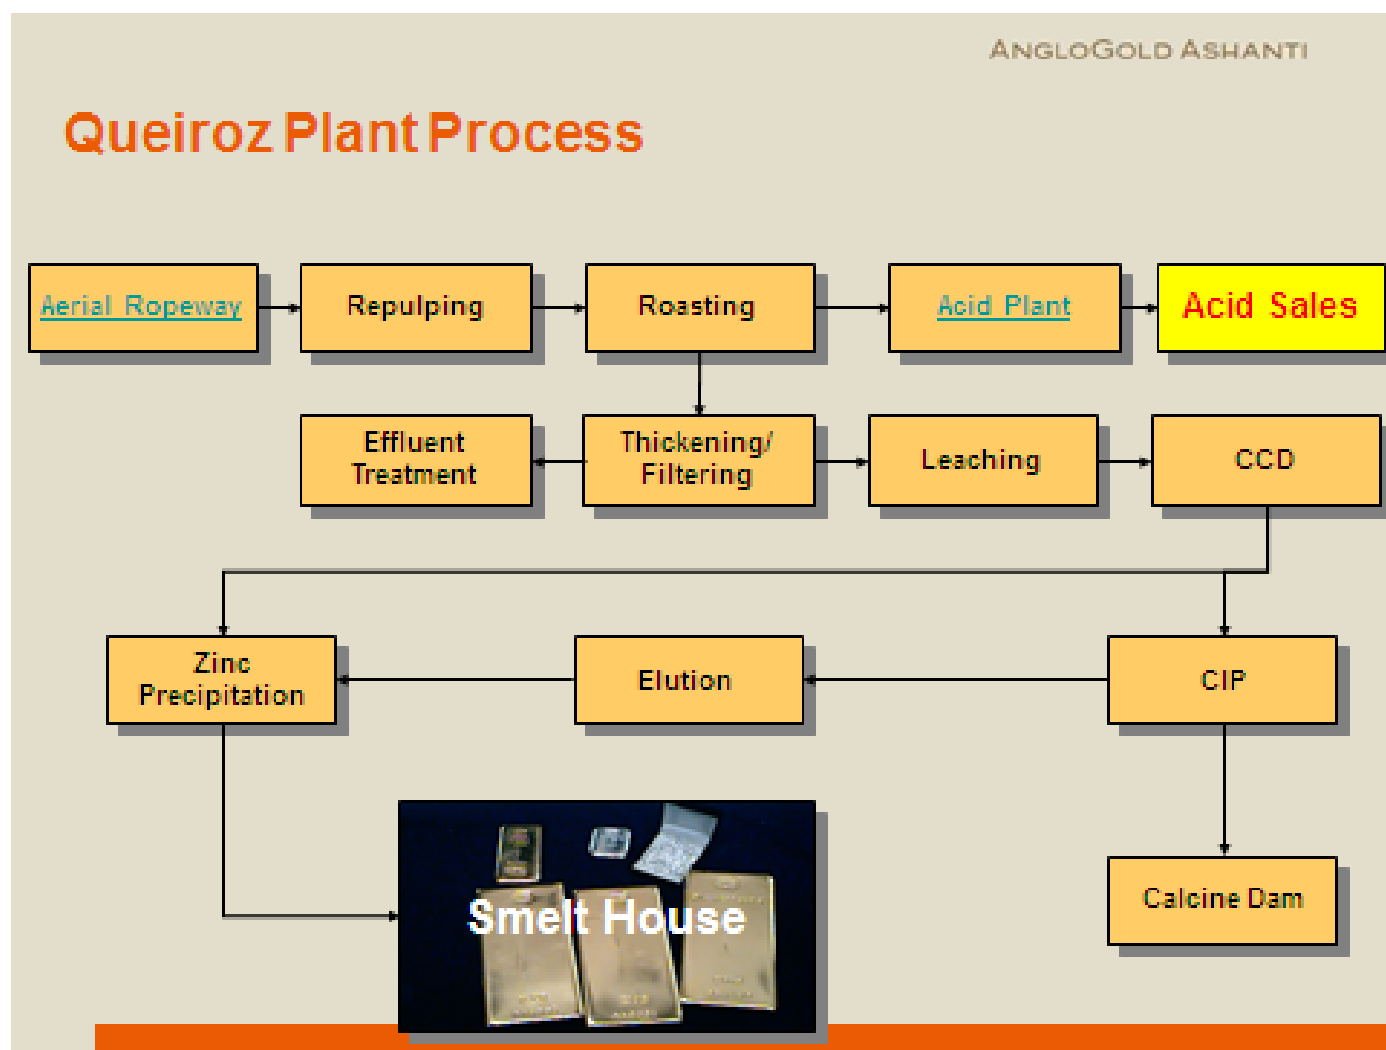 ANGLOGOLD ASHANTI
Queiroz Plant Process
Aerial Ropeway
Repulping
Roasting
Acid Plant
Acid Sales
Effluent
Treatment
Thickening/
Filtering
Leaching
CCD
Zinc
Precipitation
Elution
CIP
Smelt House
Calcine Dam